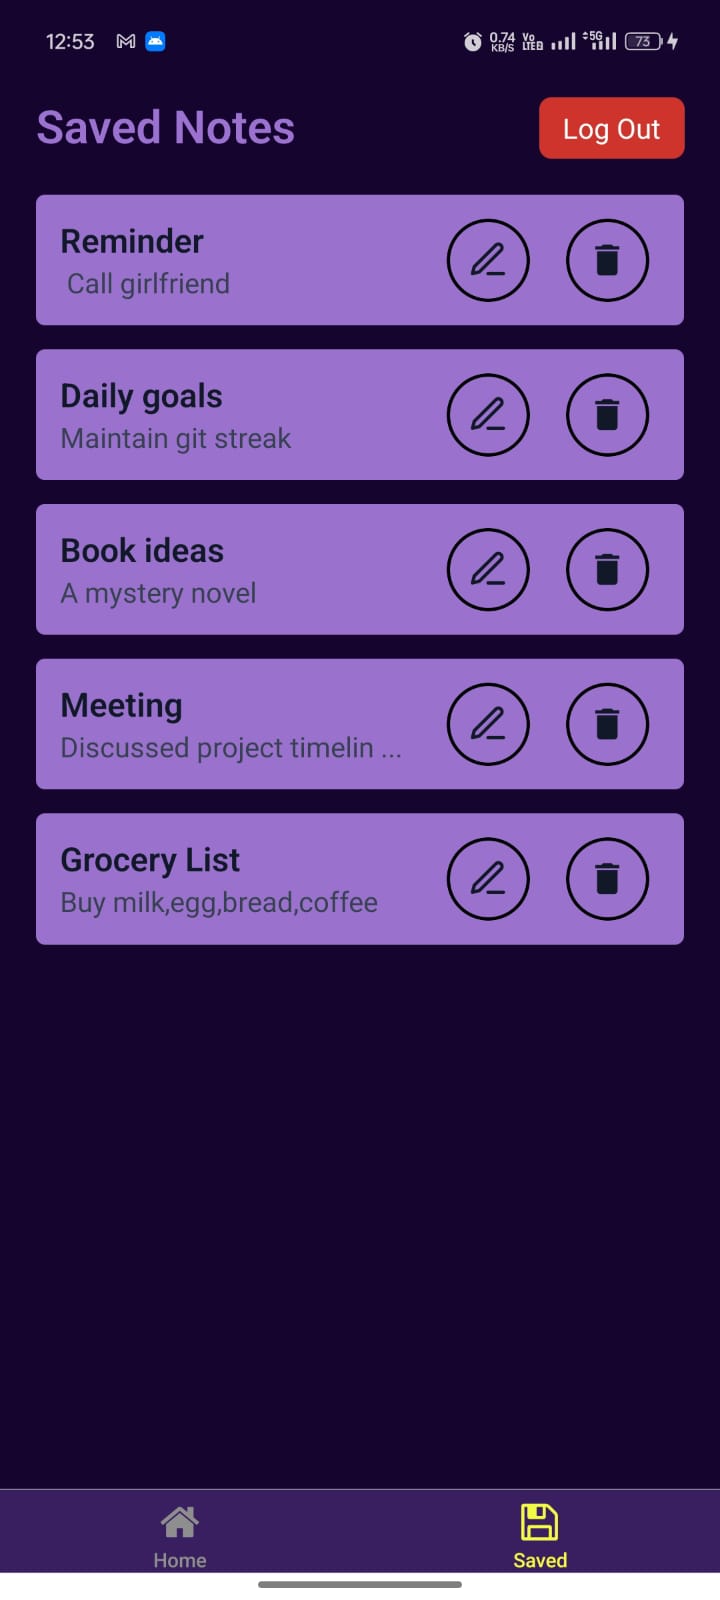 12:53
0.74 KB/S Vo LTE2 5G 73
Saved Notes
Log Out
Reminder
Call girlfriend
Daily goals
Maintain git streak
Book ideas
A mystery novel
Meeting
Discussed project timelin ...
Grocery List
Buy milk,egg,bread,coffee
Home
Saved